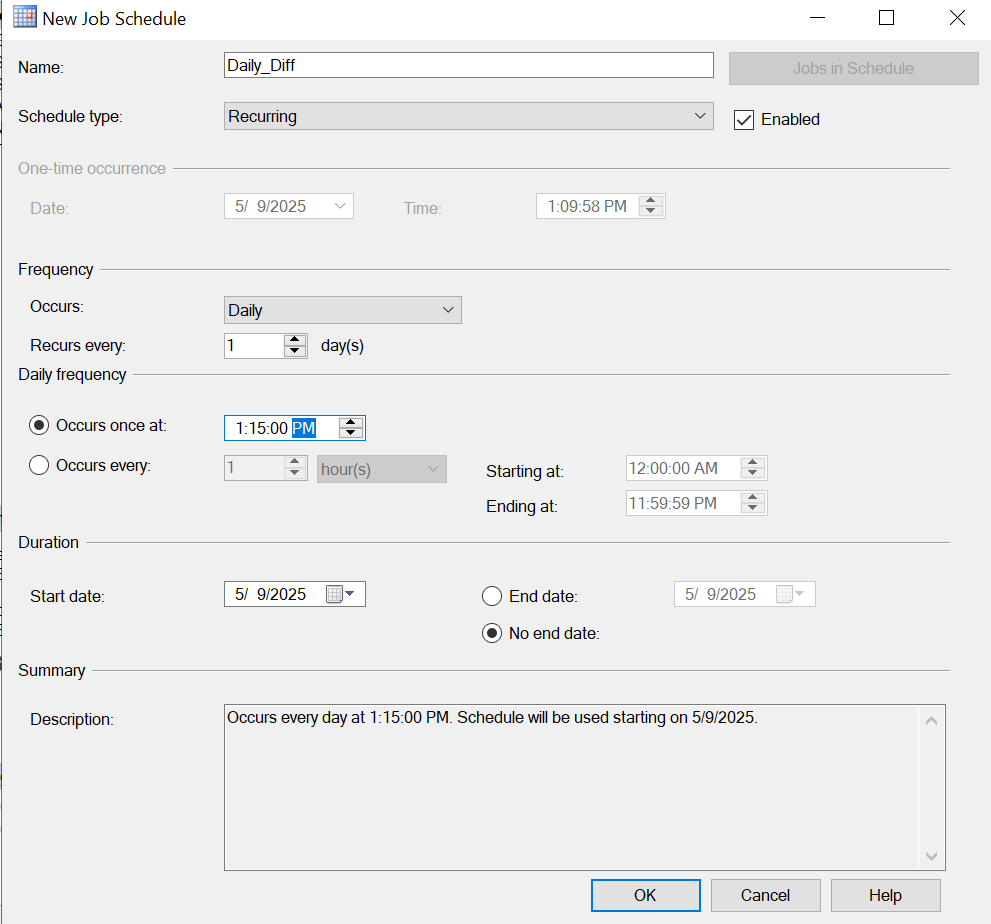 New Job Schedule
Name: Daily_Diff Jobs in Schedule
Schedule type: Recurring Enabled
One-time occurrence
Date: 5/ 9/2025 Time: 1:09:58 PM
Frequency
Occurs: Daily
Recurs every: 1 day(s)
Daily frequency
Occurs once at: 1:15:00 PM
Occurs every: 1 hour(s) Starting at: 12:00:00 AM
Ending at: 11:59:59 PM
Duration
Start date: 5/ 9/2025 End date: 5/ 9/2025
No end date:
Summary
Description: Occurs every day at 1:15:00 PM. Schedule will be used starting on 5/9/2025.
OK Cancel Help